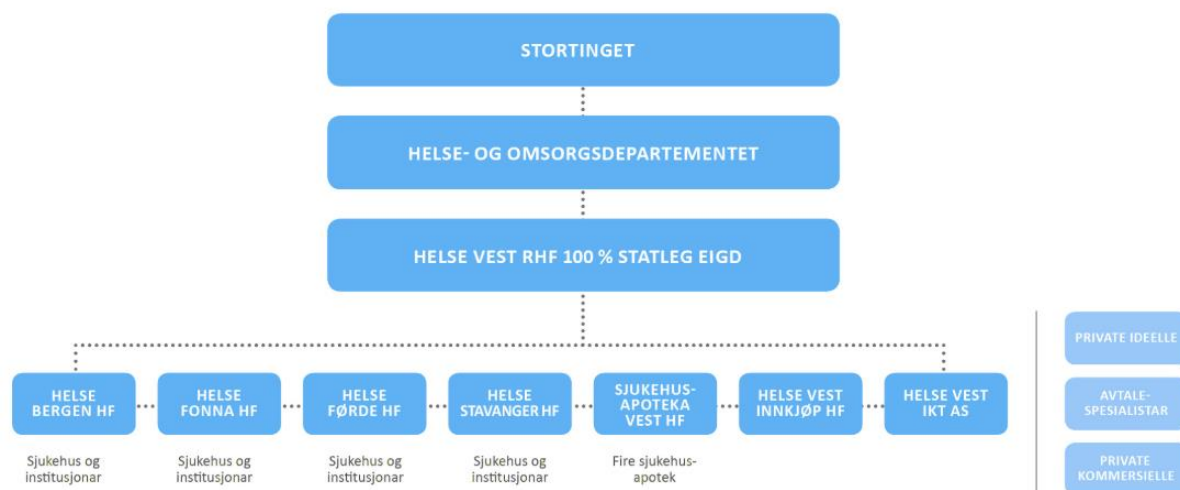 STORTINGET
HELSE- OG OMSORGSDEPARTEMENTET
HELSE VEST RHF 100 % STATLEG EIGD
HELSE
BERGEN HF
HELSE
FONNA HF
HELSE
FØRDE HF
HELSE
STAVANGER HF
SJUKEHUS-
APOTEKA
VEST HF
HELSE VEST
INNKJØP HF
HELSE VEST
IKT AS
Sjukehus og
institusjonar
Sjukehus og
institusjonar
Sjukehus og
institusjonar
Sjukehus og
institusjonar
Fire sjukehus-
apotek
PRIVATE IDEELLE
AVTALE-
SPESIALISTAR
PRIVATE
KOMMERSIELLE